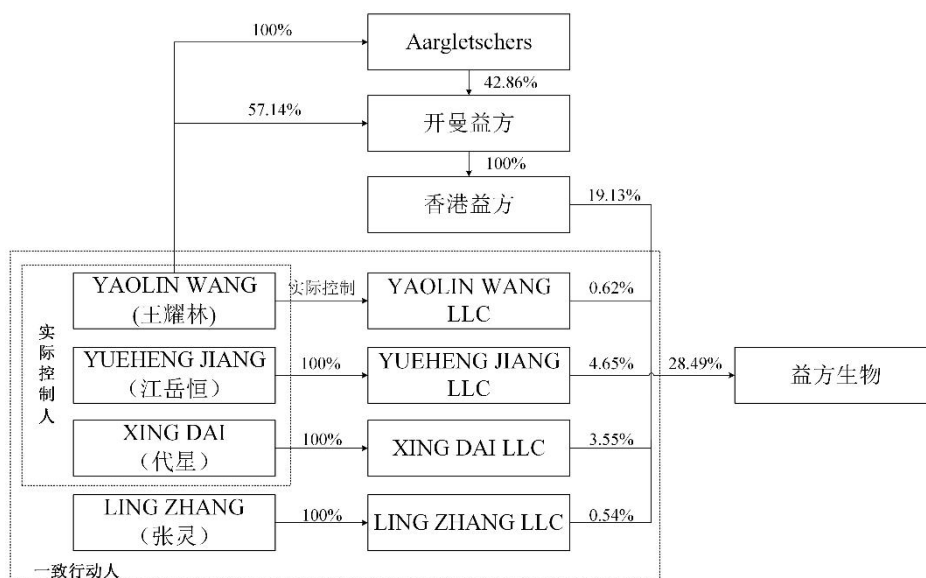 100%
Aargletschers
42.86%
57.14%
开曼益方
100%
香港益方
19.13%
YAOLIN WANG
(王耀林)
实际控制
YAOLIN WANG
LLC
0.62%
实际控制人
YUEHENG JIANG
（江岳恒）
100%
YUEHENG JIANG
LLC
4.65%
28.49%
益方生物
XING DAI
（代星）
100%
XING DAI LLC
3.55%
LING ZHANG
（张灵）
100%
LING ZHANG LLC
0.54%
一致行动人